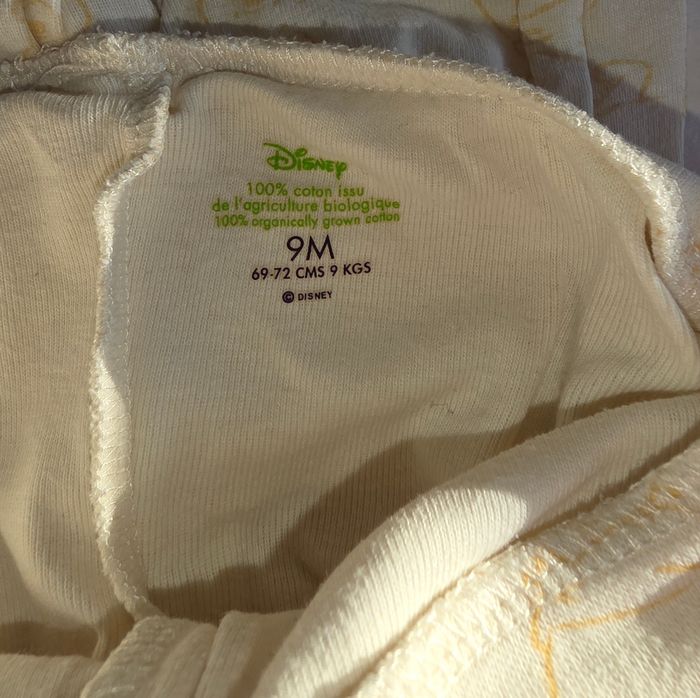 Disney
100% coton issu
de l'agriculture biologique
100% organically grown cotton
9M
69-72 CMS 9 KGS
© DISNEY